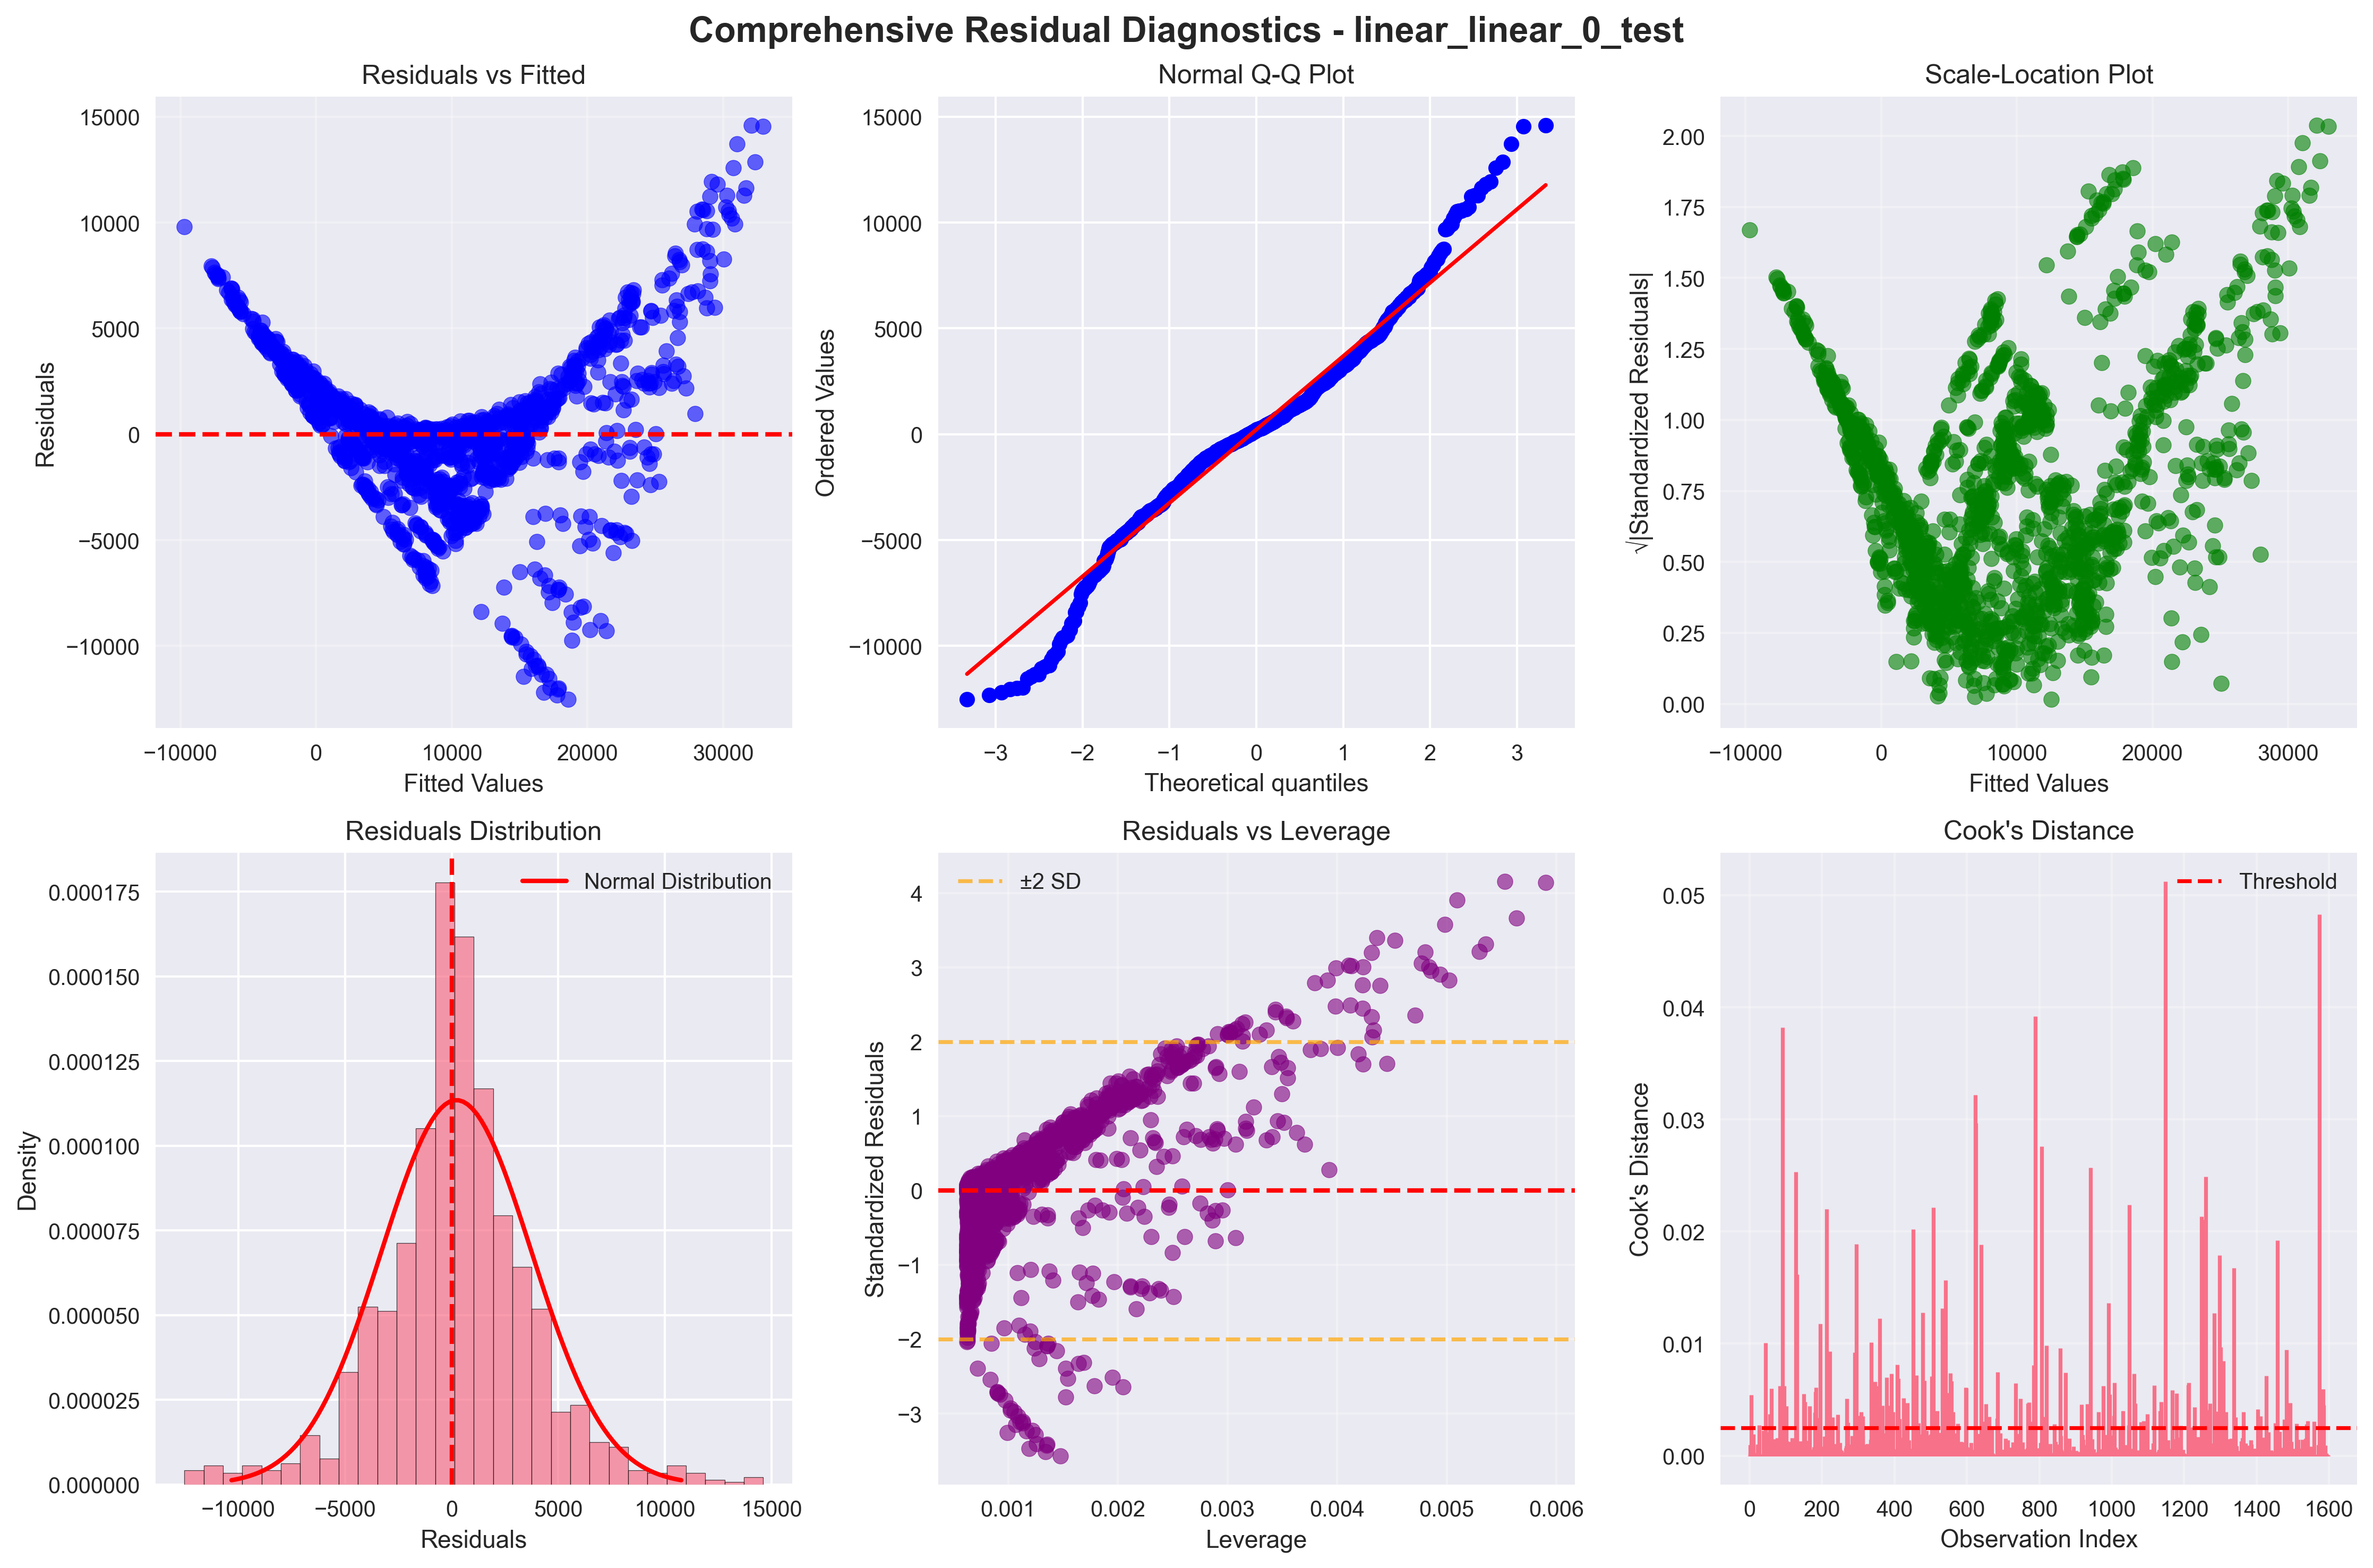 Comprehensive Residual Diagnostics - linear_linear_0_test
Residuals vs Fitted
15000
10000
5000
0
−5000
−10000
Residuals
−10000 0 10000 20000 30000
Fitted Values
Normal Q-Q Plot
15000
10000
5000
0
−5000
−10000
Ordered Values
−3 −2 −1 0 1 2 3
Theoretical quantiles
Scale-Location Plot
2.00
1.75
1.50
1.25
1.00
0.75
0.50
0.25
0.00
√|Standardized Residuals|
−10000 0 10000 20000 30000
Fitted Values
Residuals Distribution
Normal Distribution
0.000175
0.000150
0.000125
0.000100
0.000075
0.000050
0.000025
0.000000
Density
−10000 −5000 0 5000 10000 15000
Residuals
Residuals vs Leverage
±2 SD
4
3
2
1
0
−1
−2
−3
Standardized Residuals
0.001 0.002 0.003 0.004 0.005 0.006
Leverage
Cook's Distance
Threshold
0.05
0.04
0.03
0.02
0.01
0.00
Cook's Distance
0 200 400 600 800 1000 1200 1400 1600
Observation Index